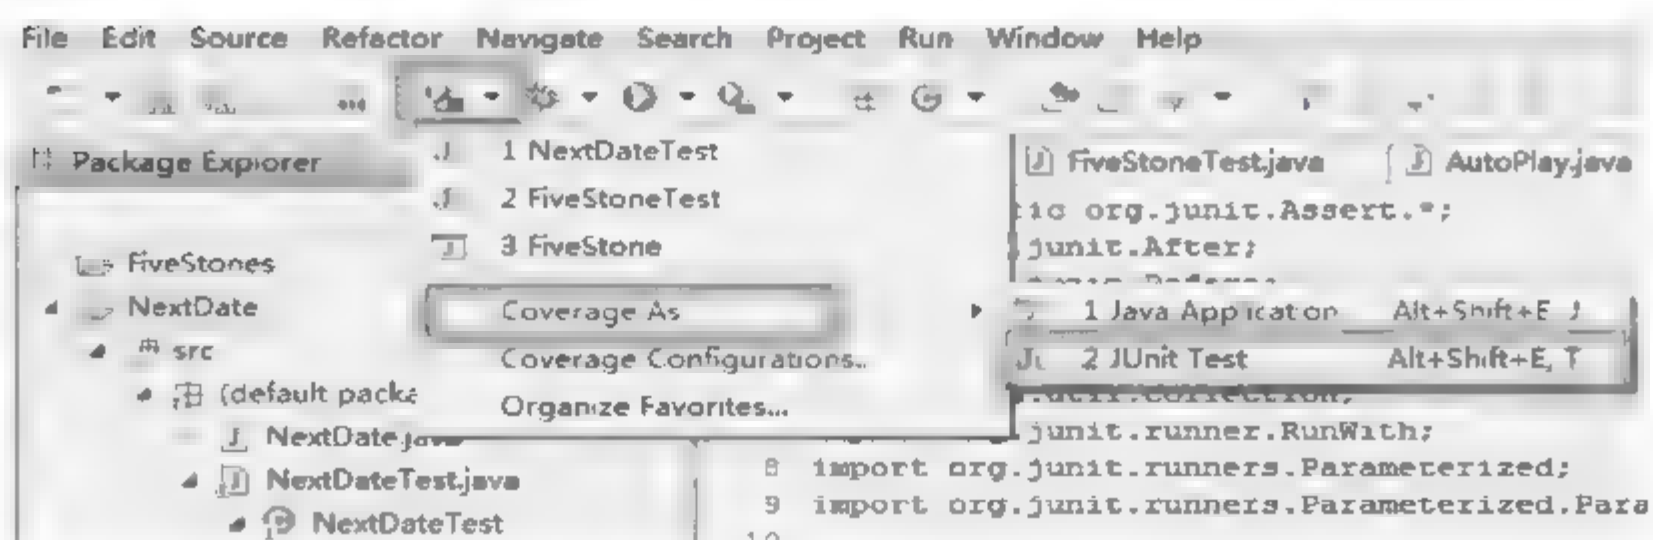 File Edit Source Refactor Navigate Search Project Run Window Help
Package Explorer
1 NextDateTest
2 FiveStoneTest
3 FiveStone
Coverage As
Coverage Configurations...
Organize Favorites...
FiveStoneTest.java AutoPlay.java
org.junit.Assert.*;
junit.After;
1 Java Application Alt+Shift+E, J
2 JUnit Test Alt+Shift+E, T
junit.runner.RunWith;
8 import org.junit.runners.Parameterized;
9 import org.junit.runners.Parameterized.Para
10
FiveStones
NextDate
src
(default packa
NextDate.java
NextDateTest.java
NextDateTest